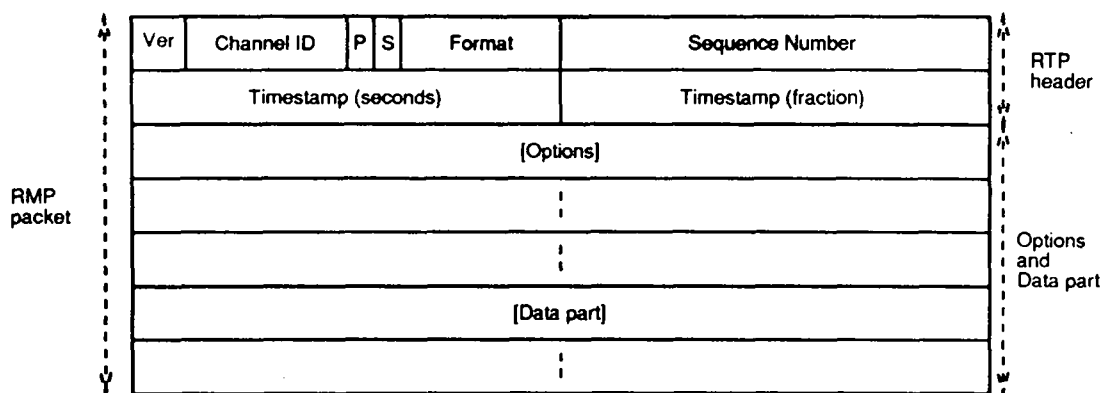 Ver
Channel ID
P
S
Format
Sequence Number
RTP
header
Timestamp (seconds)
Timestamp (fraction)
[Options]
RMP
packet
Options
and
Data part
[Data part]